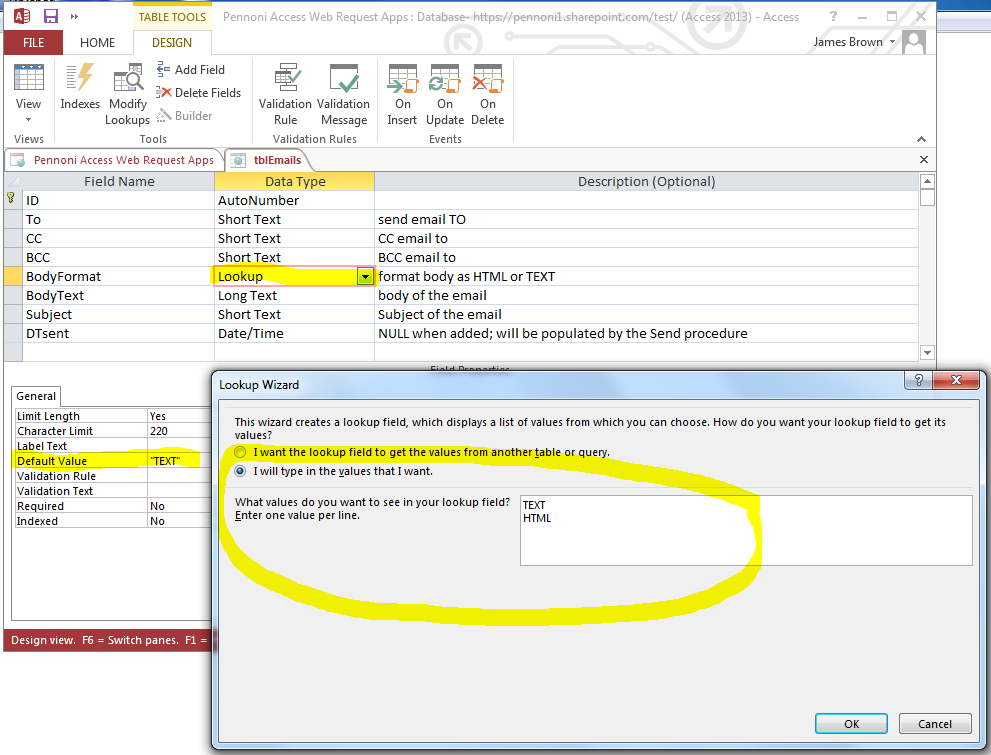 TABLE TOOLS
Pennoni Access Web Request Apps : Database- https://pennoni1.sharepoint.com/test/ (Access 2013) - Access
?
FILE HOME DESIGN
James Brown
View
Indexes
Modify Lookups
Add Field
Delete Fields
Builder
Validation Rule
Validation Message
On Insert
On Update
On Delete
Views
Tools
Validation Rules
Events
Pennoni Access Web Request Apps
tblEmails
Field Name Data Type Description (Optional)
ID AutoNumber
To Short Text send email TO
CC Short Text CC email to
BCC Short Text BCC email to
BodyFormat Lookup format body as HTML or TEXT
BodyText Long Text body of the email
Subject Short Text Subject of the email
DTsent Date/Time NULL when added; will be populated by the Send procedure
Field Properties
General
Limit Length Yes
Character Limit 220
Label Text
Default Value "TEXT"
Validation Rule
Validation Text
Required No
Indexed No
Design view. F6 = Switch panes. F1 =
Lookup Wizard
?
This wizard creates a lookup field, which displays a list of values from which you can choose. How do you want your lookup field to get its
values?
I want the lookup field to get the values from another table or query.
I will type in the values that I want.
What values do you want to see in your lookup field?
Enter one value per line.
TEXT
HTML
OK Cancel